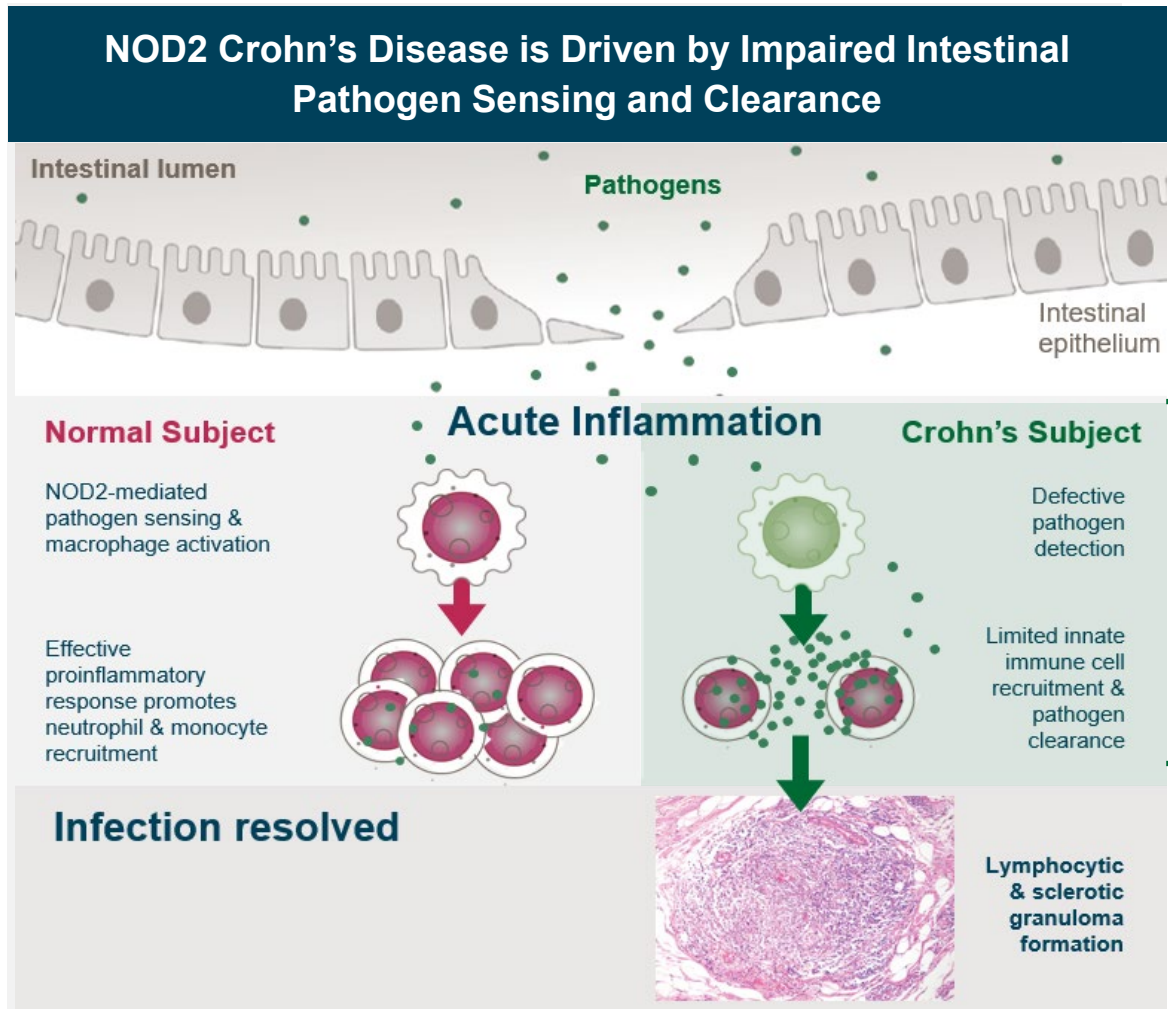 NOD2 Crohn’s Disease is Driven by Impaired Intestinal
Pathogen Sensing and Clearance
Intestinal lumen
Pathogens
Intestinal
epithelium
Acute Inflammation
Normal Subject
Crohn’s Subject
NOD2-mediated
pathogen sensing &
macrophage activation
Defective
pathogen
detection
Effective
proinflammatory
response promotes
neutrophil & monocyte
recruitment
Limited innate
immune cell
recruitment &
pathogen
clearance
Infection resolved
Lymphocytic
& sclerotic
granuloma
formation